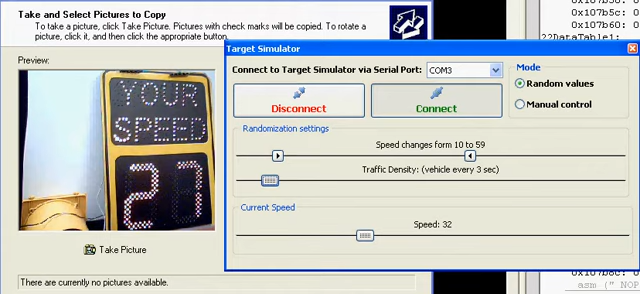 Take and Select Pictures to Copy
To take a picture, click Take Picture. Pictures with check marks will be copied. To rotate a
picture, click it, and then click the appropriate button.
Preview:
YOUR
SPEED
27
Take Picture
There are currently no pictures available.
Target Simulator
Connect to Target Simulator via Serial Port:
COM3
Disconnect
Connect
Mode
Random values
Manual control
Randomization settings
Speed changes form 10 to 59
Traffic Density: (vehicle every 3 sec)
Current Speed
Speed: 32
0x107b5c: 0
0x107b60: 0
22DataTable1:
0x107b8c: 0
asm (" NOP